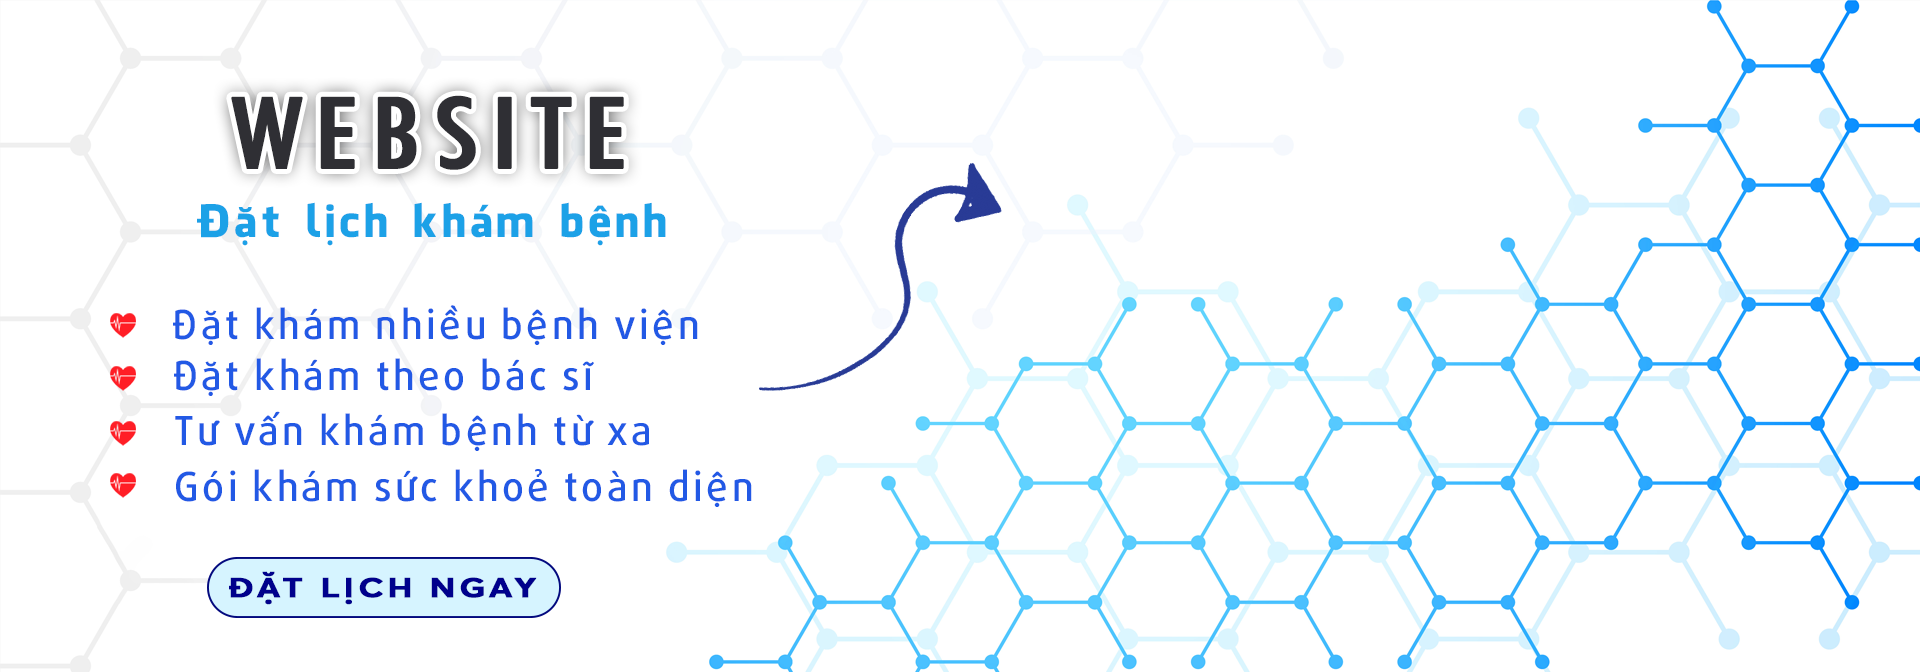 WEBSITE
Đặt lịch khám bệnh
Đặt khám nhiều bệnh viện
Đặt khám theo bác sĩ
Tư vấn khám bệnh từ xa
Gói khám sức khoẻ toàn diện
ĐẶT LỊCH NGAY